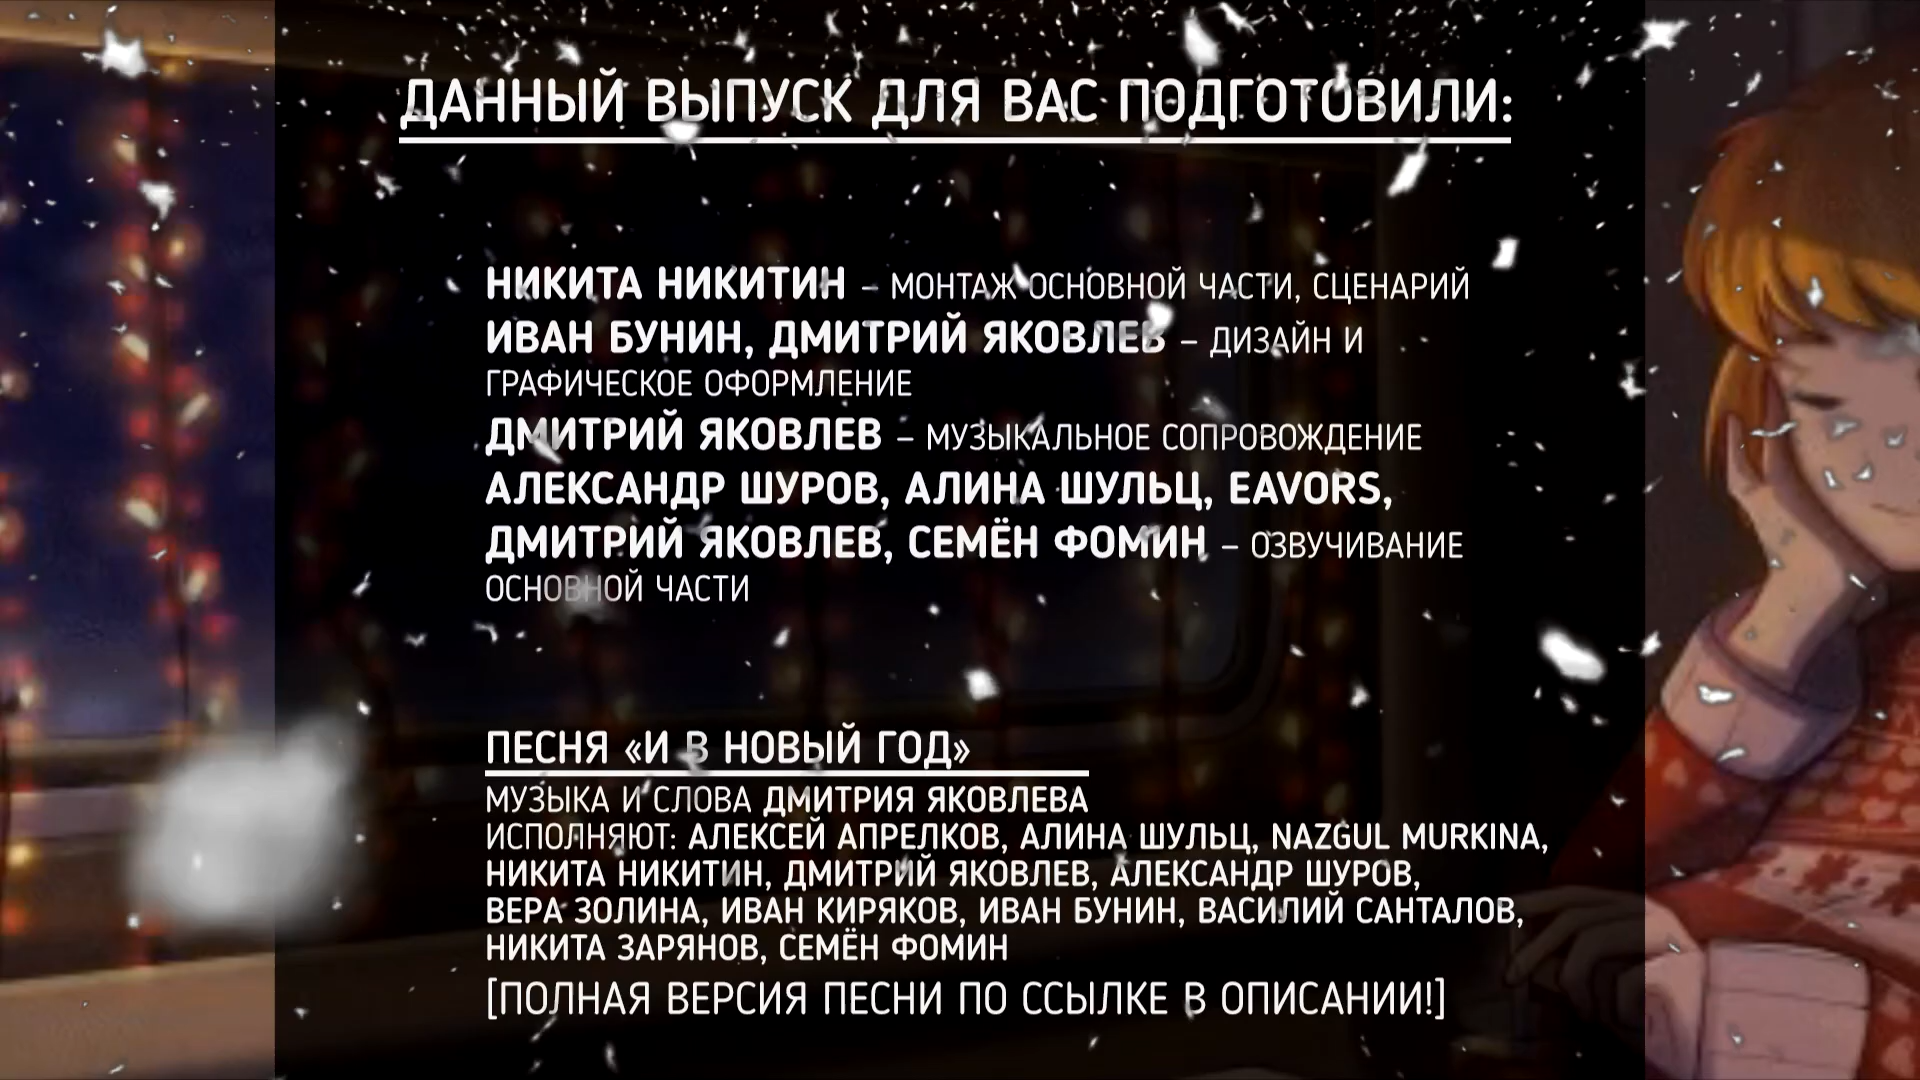 ДАННЫЙ ВЫПУСК ДЛЯ ВАС ПОДГОТОВИЛИ:
НИКИТА НИКИТИН – МОНТАЖ ОСНОВНОЙ ЧАСТИ, СЦЕНАРИЙ
ИВАН БУНИН, ДМИТРИЙ ЯКОВЛЕВ – ДИЗАЙН И
ГРАФИЧЕСКОЕ ОФОРМЛЕНИЕ
ДМИТРИЙ ЯКОВЛЕВ – МУЗЫКАЛЬНОЕ СОПРОВОЖДЕНИЕ
АЛЕКСАНДР ШУРОВ, АЛИНА ШУЛЬЦ, EAVORS,
ДМИТРИЙ ЯКОВЛЕВ, СЕМЁН ФОМИН – ОЗВУЧИВАНИЕ
ОСНОВНОЙ ЧАСТИ
ПЕСНЯ «И В НОВЫЙ ГОД»
МУЗЫКА И СЛОВА ДМИТРИЯ ЯКОВЛЕВА
ИСПОЛНЯЮТ: АЛЕКСЕЙ АПРЕЛКОВ, АЛИНА ШУЛЬЦ, NAZGUL MURKINA,
НИКИТА НИКИТИН, ДМИТРИЙ ЯКОВЛЕВ, АЛЕКСАНДР ШУРОВ,
ВЕРА ЗОЛИНА, ИВАН КИРЯКОВ, ИВАН БУНИН, ВАСИЛИЙ САНТАЛОВ,
НИКИТА ЗАРЯНОВ, СЕМЁН ФОМИН
[ПОЛНАЯ ВЕРСИЯ ПЕСНИ ПО ССЫЛКЕ В ОПИСАНИИ!]